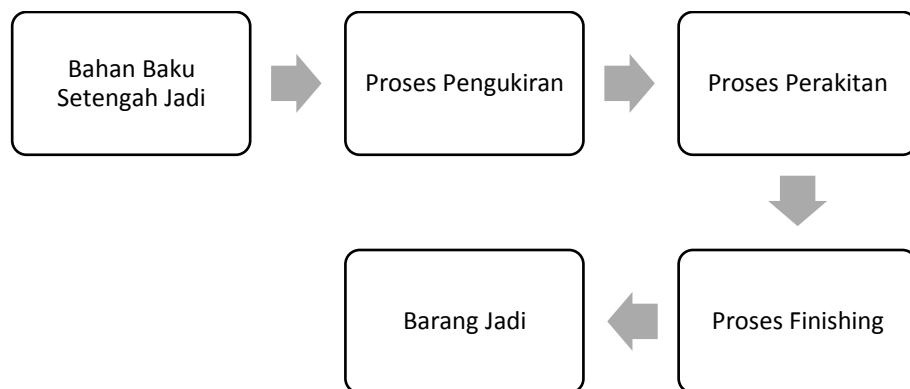 Bahan Baku
Setengah Jadi
Proses Pengukiran
Proses Perakitan
Proses Finishing
Barang Jadi